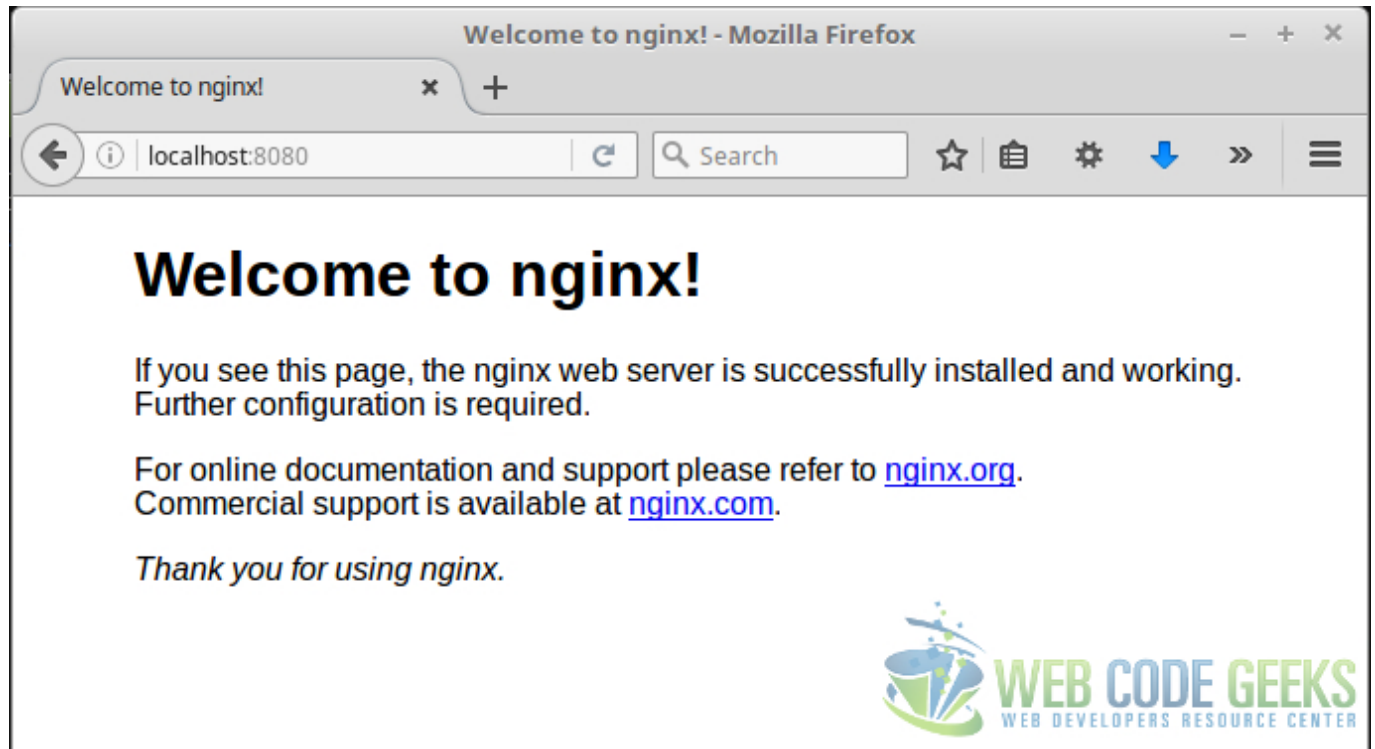 Welcome to nginx! - Mozilla Firefox
Welcome to nginx!
localhost:8080
Search
Welcome to nginx!
If you see this page, the nginx web server is successfully installed and working.
Further configuration is required.
For online documentation and support please refer to nginx.org.
Commercial support is available at nginx.com.
Thank you for using nginx.
WEB CODE GEEKS
WEB DEVELOPERS RESOURCE CENTER